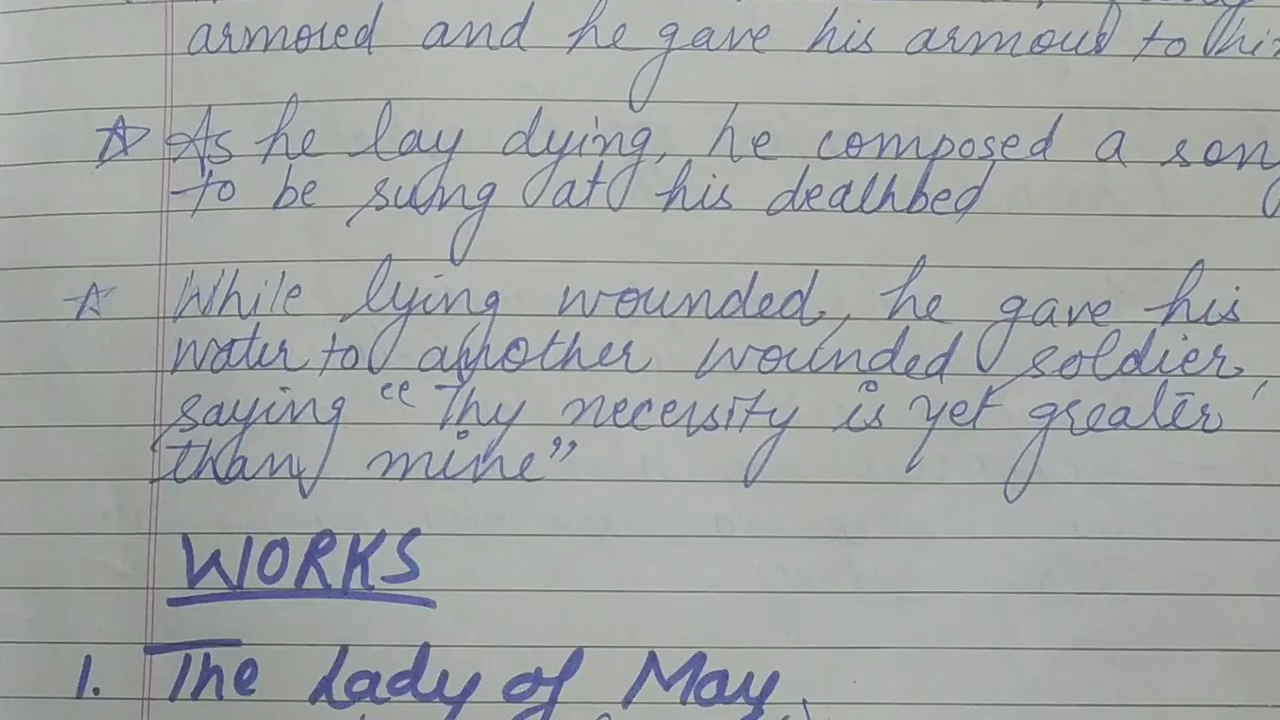 armored and he gave his armour to hi
☆ As he lay dying, he composed a song
to be sung at his deathbed
☆ While lying wounded, he gave his
water to another wounded soldier,
saying “Thy necessity is yet greater
than mine”
WORKS
1. The Lady of May,